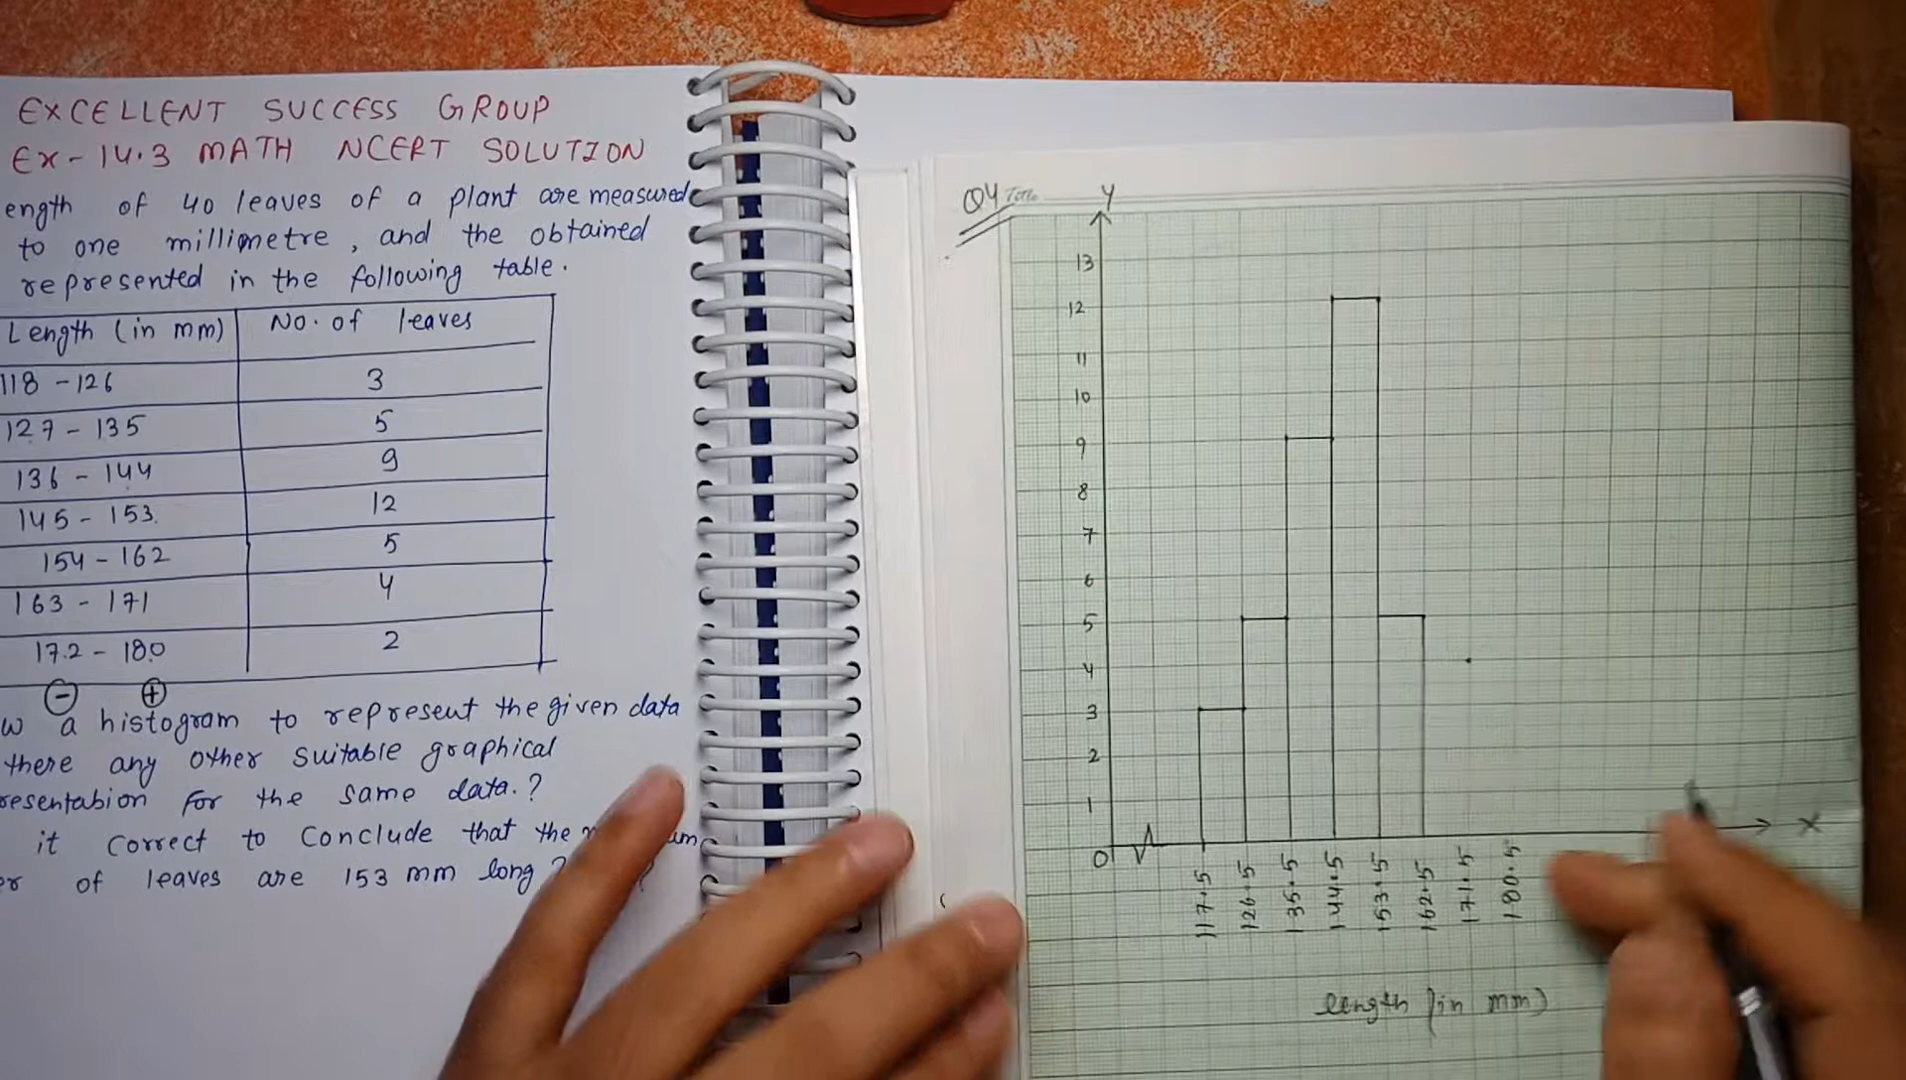 EXCELLENT SUCCESS GROUP
EX-14.3 MATH NCERT SOLUTION
ength of 40 leaves of a plant are measured
to one millimetre, and the obtained
represented in the following table.
Length (in mm) No. of leaves
118 - 126 3
127 - 135 5
136 - 144 9
145 - 153 12
154 - 162 5
163 - 171 4
172 - 180 2
- +
w a histogram to represent the given data
there any other suitable graphical
resentabion for the same data.?
it correct to conclude that the
er of leaves are 153 mm long ?
Q4
Y
13
12
11
10
9
8
7
6
5
4
3
2
1
0
X
117.5 126.5 135.5 144.5 153.5 162.5 171.5 180.5
length (in mm)